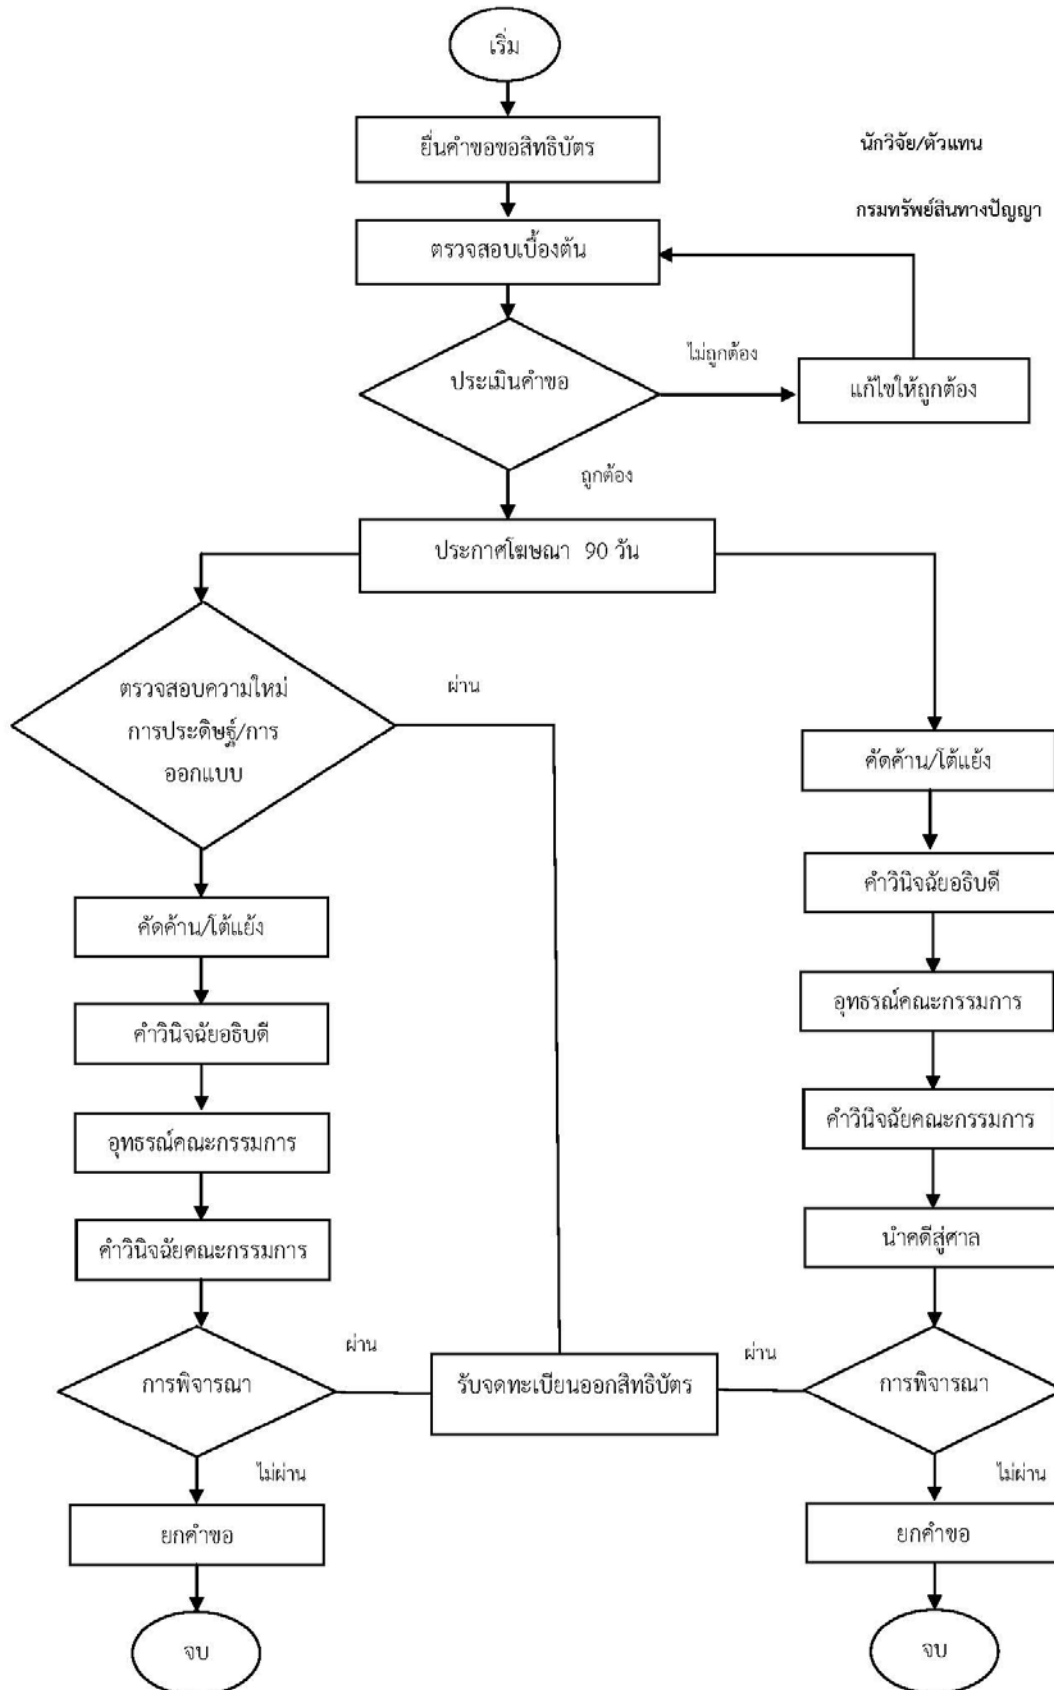 เริ่ม
ยื่นคำขอขอสิทธิบัตร
นักวิจัย/ตัวแทน
กรมทรัพย์สินทางปัญญา
ตรวจสอบเบื้องต้น
ประเมินคำขอ
ไม่ถูกต้อง
แก้ไขให้ถูกต้อง
ถูกต้อง
ประกาศโฆษณา 90 วัน
ตรวจสอบความใหม่
การประดิษฐ์/การ
ออกแบบ
ผ่าน
คัดค้าน/โต้แย้ง
คำวินิจฉัยอธิบดี
อุทธรณ์คณะกรรมการ
คำวินิจฉัยคณะกรรมการ
การพิจารณา
ผ่าน
ไม่ผ่าน
ยกคำขอ
จบ
รับจดทะเบียนออกสิทธิบัตร
คัดค้าน/โต้แย้ง
คำวินิจฉัยอธิบดี
อุทธรณ์คณะกรรมการ
คำวินิจฉัยคณะกรรมการ
นำคดีสู่ศาล
ผ่าน
การพิจารณา
ไม่ผ่าน
ยกคำขอ
จบ